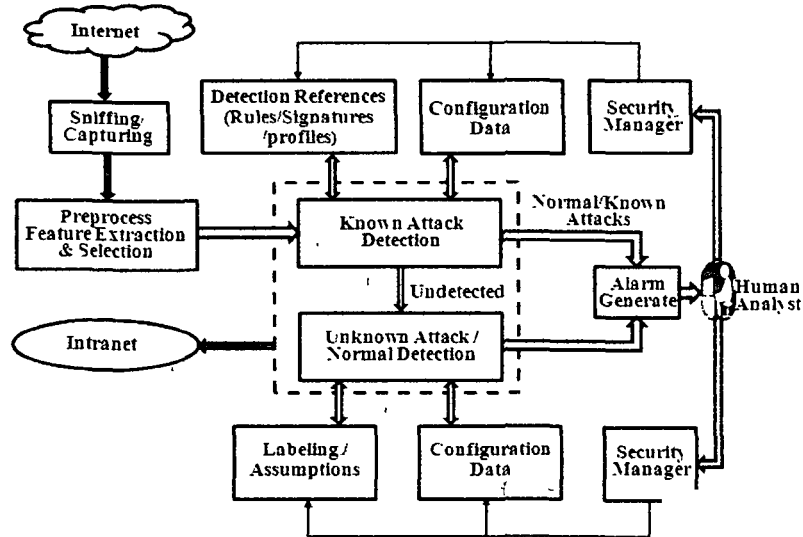 Internet
Sniffing/
Capturing
Preprocess
Feature Extraction
& Selection
Intranet
Detection References
(Rules/Signatures
/profiles)
Configuration
Data
Security
Manager
Known Attack
Detection
Normal/Known
Attacks
Undetected
Unknown Attack /
Normal Detection
Alarm
Generate
Human
Analyst
Labeling /
Assumptions
Configuration
Data
Security
Manager